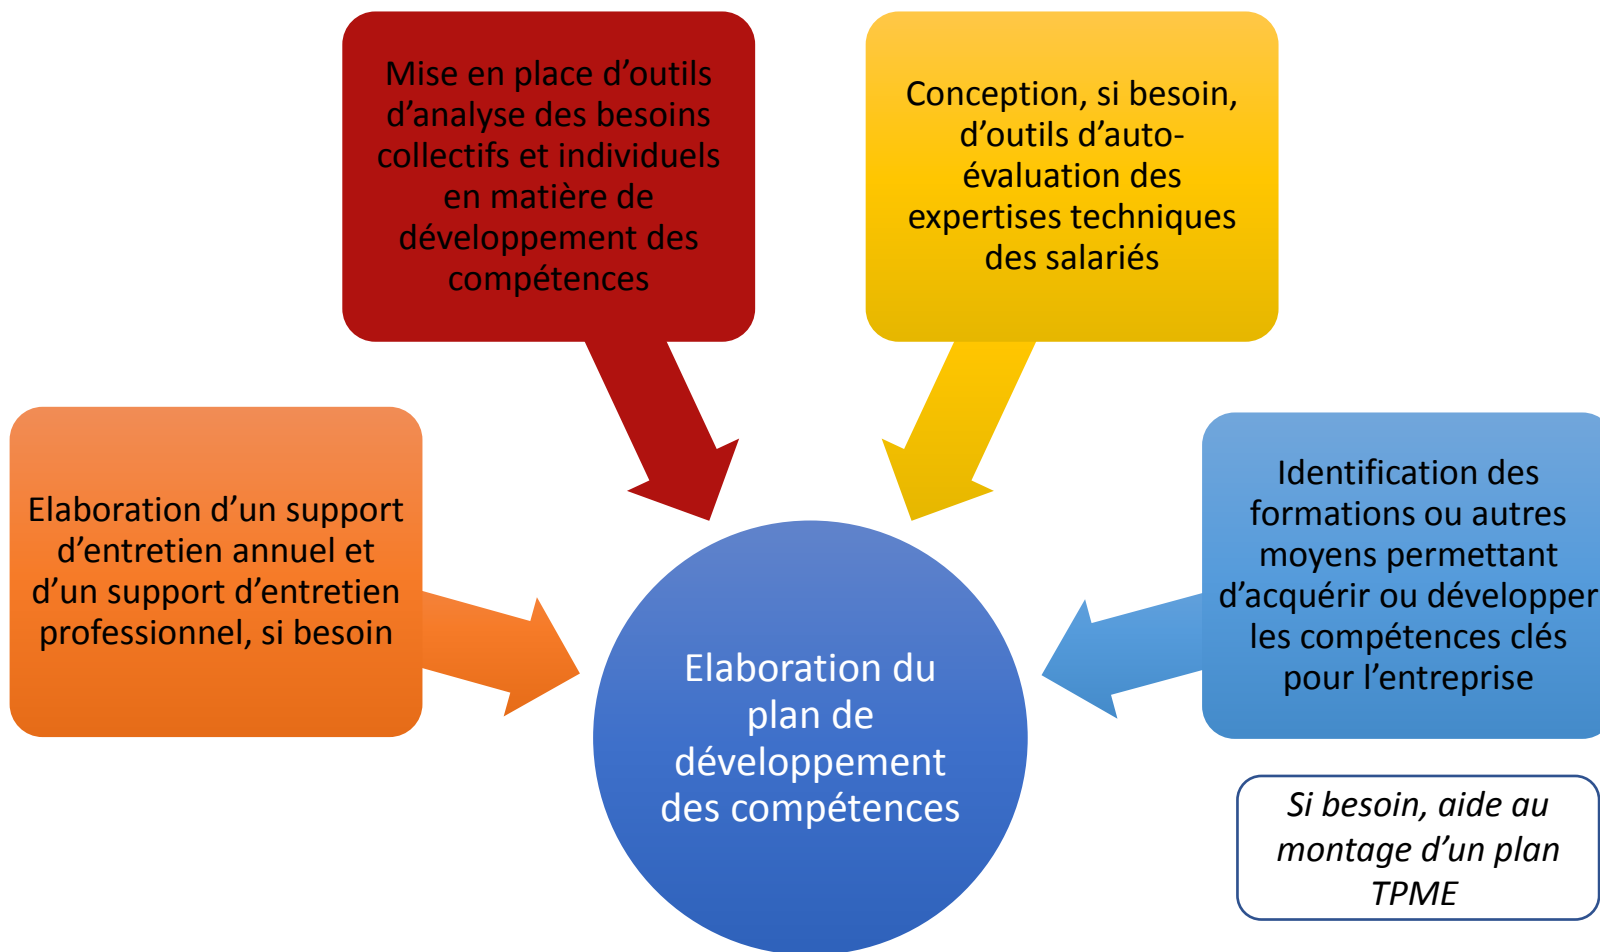 Mise en place d’outils
d’analyse des besoins
collectifs et individuels
en matière de
développement des
compétences
Conception, si besoin,
d’outils d’auto-
évaluation des
expertises techniques
des salariés
Elaboration d’un support
d’entretien annuel et
d’un support d’entretien
professionnel, si besoin
Identification des
formations ou autres
moyens permettant
d’acquérir ou développer
les compétences clés
pour l’entreprise
Elaboration du
plan de
développement
des compétences
Si besoin, aide au
montage d’un plan
TPME